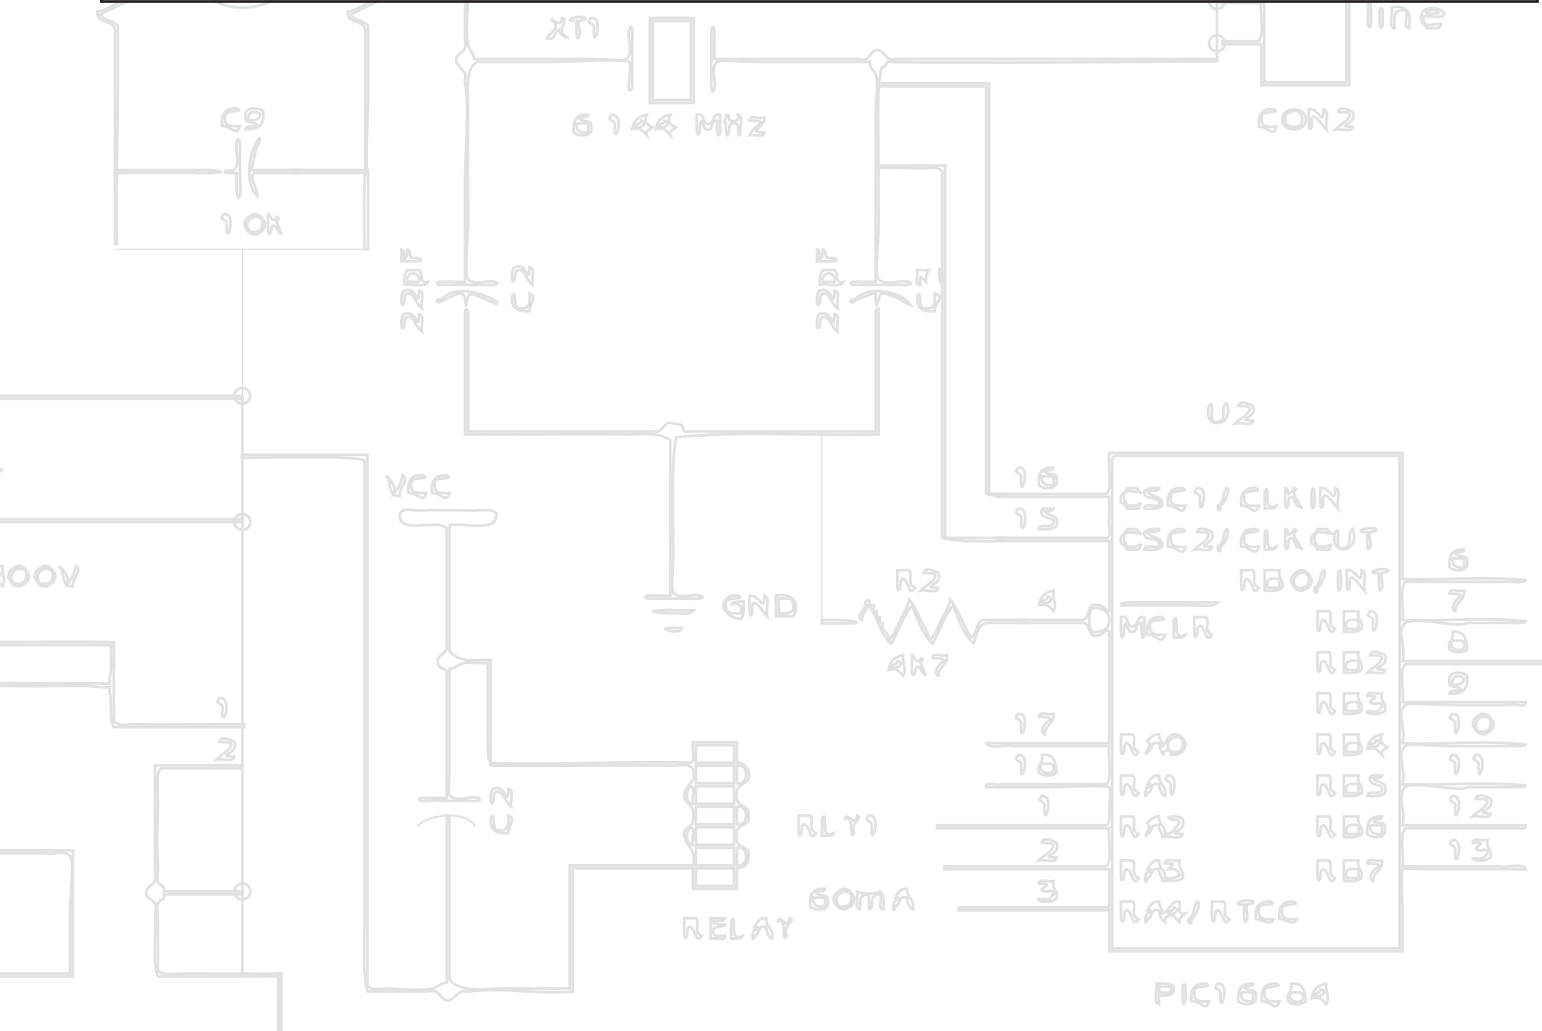 XT1
line
C9
6 144 MHz
CON2
10k
22pF
C2
22pF
U2
VCC
16
CSC1/CLKIN
15
CSC2/CLKCUT
6
00V
RB0/INT
R2
4
7
GND
MCLR
RB1
4k7
8
RB2
9
RB3
1
17
RA0
10
RB4
2
18
RA1
11
RB5
C2
RLY1
1
RA2
12
RB6
2
RA3
13
RB7
60mA
3
RA4/RTCC
RELAY
PIC16C84